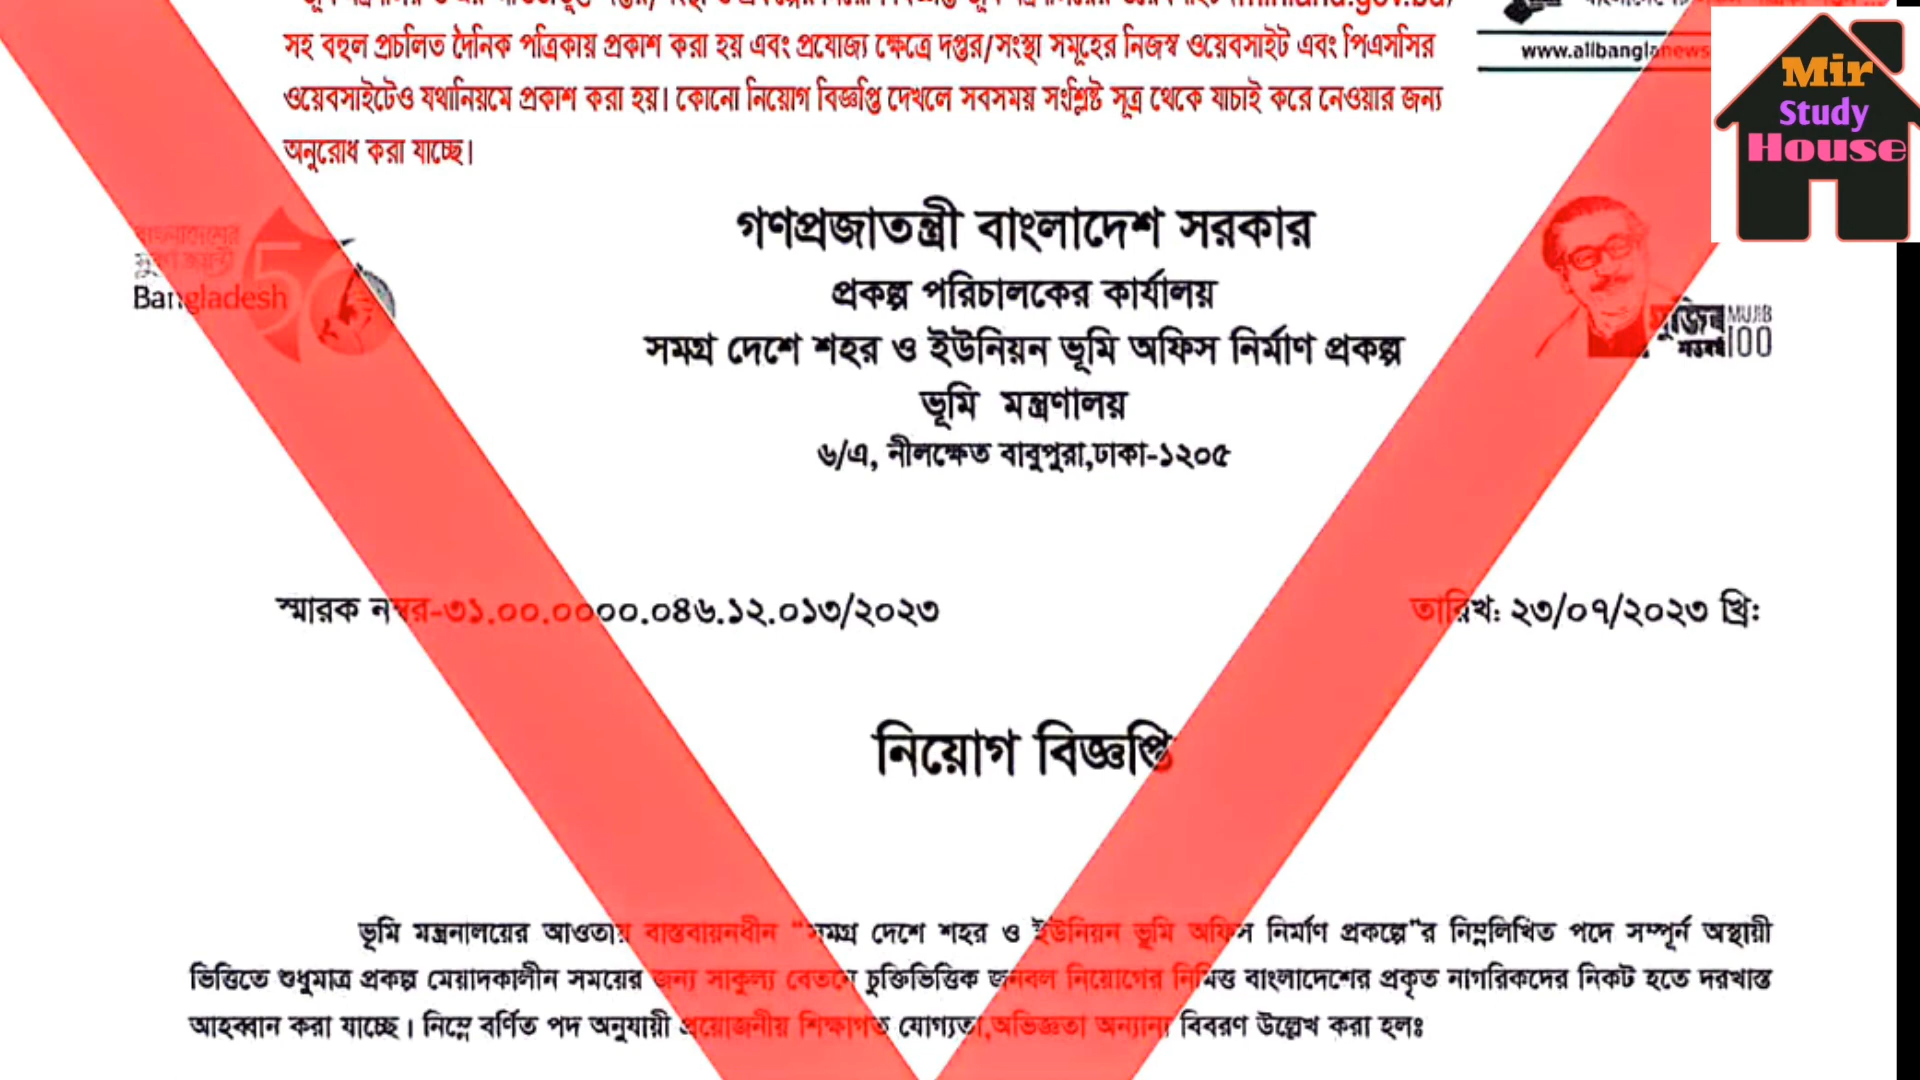 সহ বহুল প্রচলিত দৈনিক পত্রিকায় প্রকাশ করা হয় এবং প্রযোজ্য ক্ষেত্রে দপ্তর/সংস্থা সমূহের নিজস্ব ওয়েবসাইট এবং পিএসসির
ওয়েবসাইটেও যথানিয়মে প্রকাশ করা হয়। কোনো নিয়োগ বিজ্ঞপ্তি দেখলে সবসময় সংশ্লিষ্ট সূত্র থেকে যাচাই করে নেওয়ার জন্য
অনুরোধ করা যাচ্ছে।
www.allbanglanews
Mir
Study
House
গণপ্রজাতন্ত্রী বাংলাদেশ সরকার
প্রকল্প পরিচালকের কার্যালয়
সমগ্র দেশে শহর ও ইউনিয়ন ভূমি অফিস নির্মাণ প্রকল্প
ভূমি মন্ত্রণালয়
৬/এ, নীলক্ষেত বাবুপুরা,ঢাকা-১২০৫
বাংলাদেশের
সুবর্ণ জয়ন্তী
Bangladesh 50
মুজিব MUJIB
শতবর্ষ 100
স্মারক নম্বর-৩১.০০.০০০০.০৪৬.১২.০১৩/২০২৩
তারিখ: ২৩/০৭/২০২৩ খ্রি:
নিয়োগ বিজ্ঞপ্তি
ভূমি মন্ত্রনালয়ের আওতায় বাস্তবায়নধীন "সমগ্র দেশে শহর ও ইউনিয়ন ভূমি অফিস নির্মাণ প্রকল্পে"র নিম্নলিখিত পদে সম্পূর্ন অস্থায়ী
ভিত্তিতে শুধুমাত্র প্রকল্প মেয়াদকালীন সময়ের জন্য সাকুল্য বেতনে চুক্তিভিত্তিক জনবল নিয়োগের নিমিত্ত বাংলাদেশের প্রকৃত নাগরিকদের নিকট হতে দরখাস্ত
আহব্বান করা যাচ্ছে। নিম্নে বর্ণিত পদ অনুযায়ী প্রয়োজনীয় শিক্ষাগত যোগ্যতা,অভিজ্ঞতা অন্যান্য বিবরণ উল্লেখ করা হলঃ